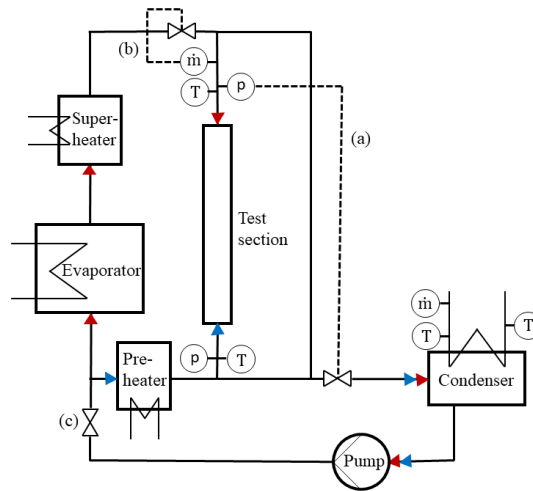 (b)
ṁ
T
p
Super-
heater
(a)
Test
section
Evaporator
ṁ
T
T
p
T
Pre-
heater
Condenser
(c)
Pump